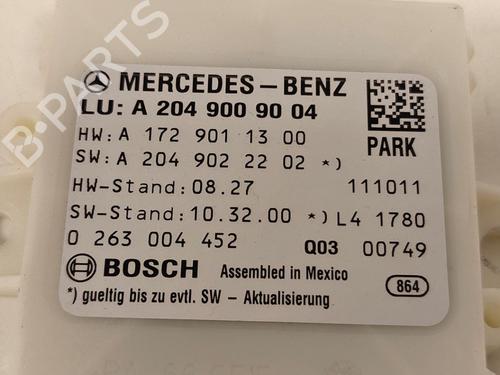 MERCEDES-BENZ
LU: A 204 900 90 04
HW: A 172 901 13 00
SW: A 204 902 22 02 *)
PARK
HW-Stand: 08.27 111011
SW-Stand: 10.32.00 *) L4 1780
0 263 004 452 Q03 00749
BOSCH Assembled in Mexico 864
*) gueltig bis zu evtl. SW - Aktualisierung
B-PARTS